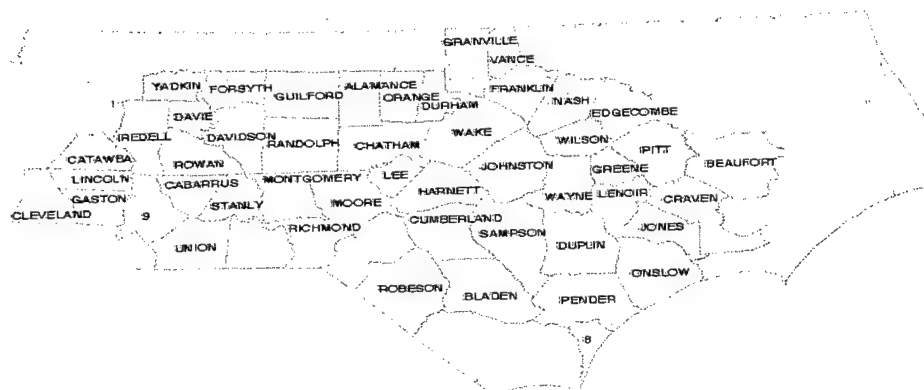 GRANVILLE
VANCE
YADKIN FORSYTH GUILFORD ALAMANCE ORANGE DURHAM FRANKLIN NASH EDGECOMBE
DAVIE
IREDELL DAVIDSON RANDOLPH CHATHAM WAKE WILSON PITT
CATAWBA ROWAN JOHNSTON GREENE BEAUFORT
LINCOLN CABARRUS MONTGOMERY LEE HARNETT WAYNE LENOIR CRAVEN
GASTON STANLY MOORE
CLEVELAND 9 RICHMOND CUMBERLAND SAMPSON JONES
UNION DUPLIN
ONSLOW
ROBESON BLADEN PENDER
8